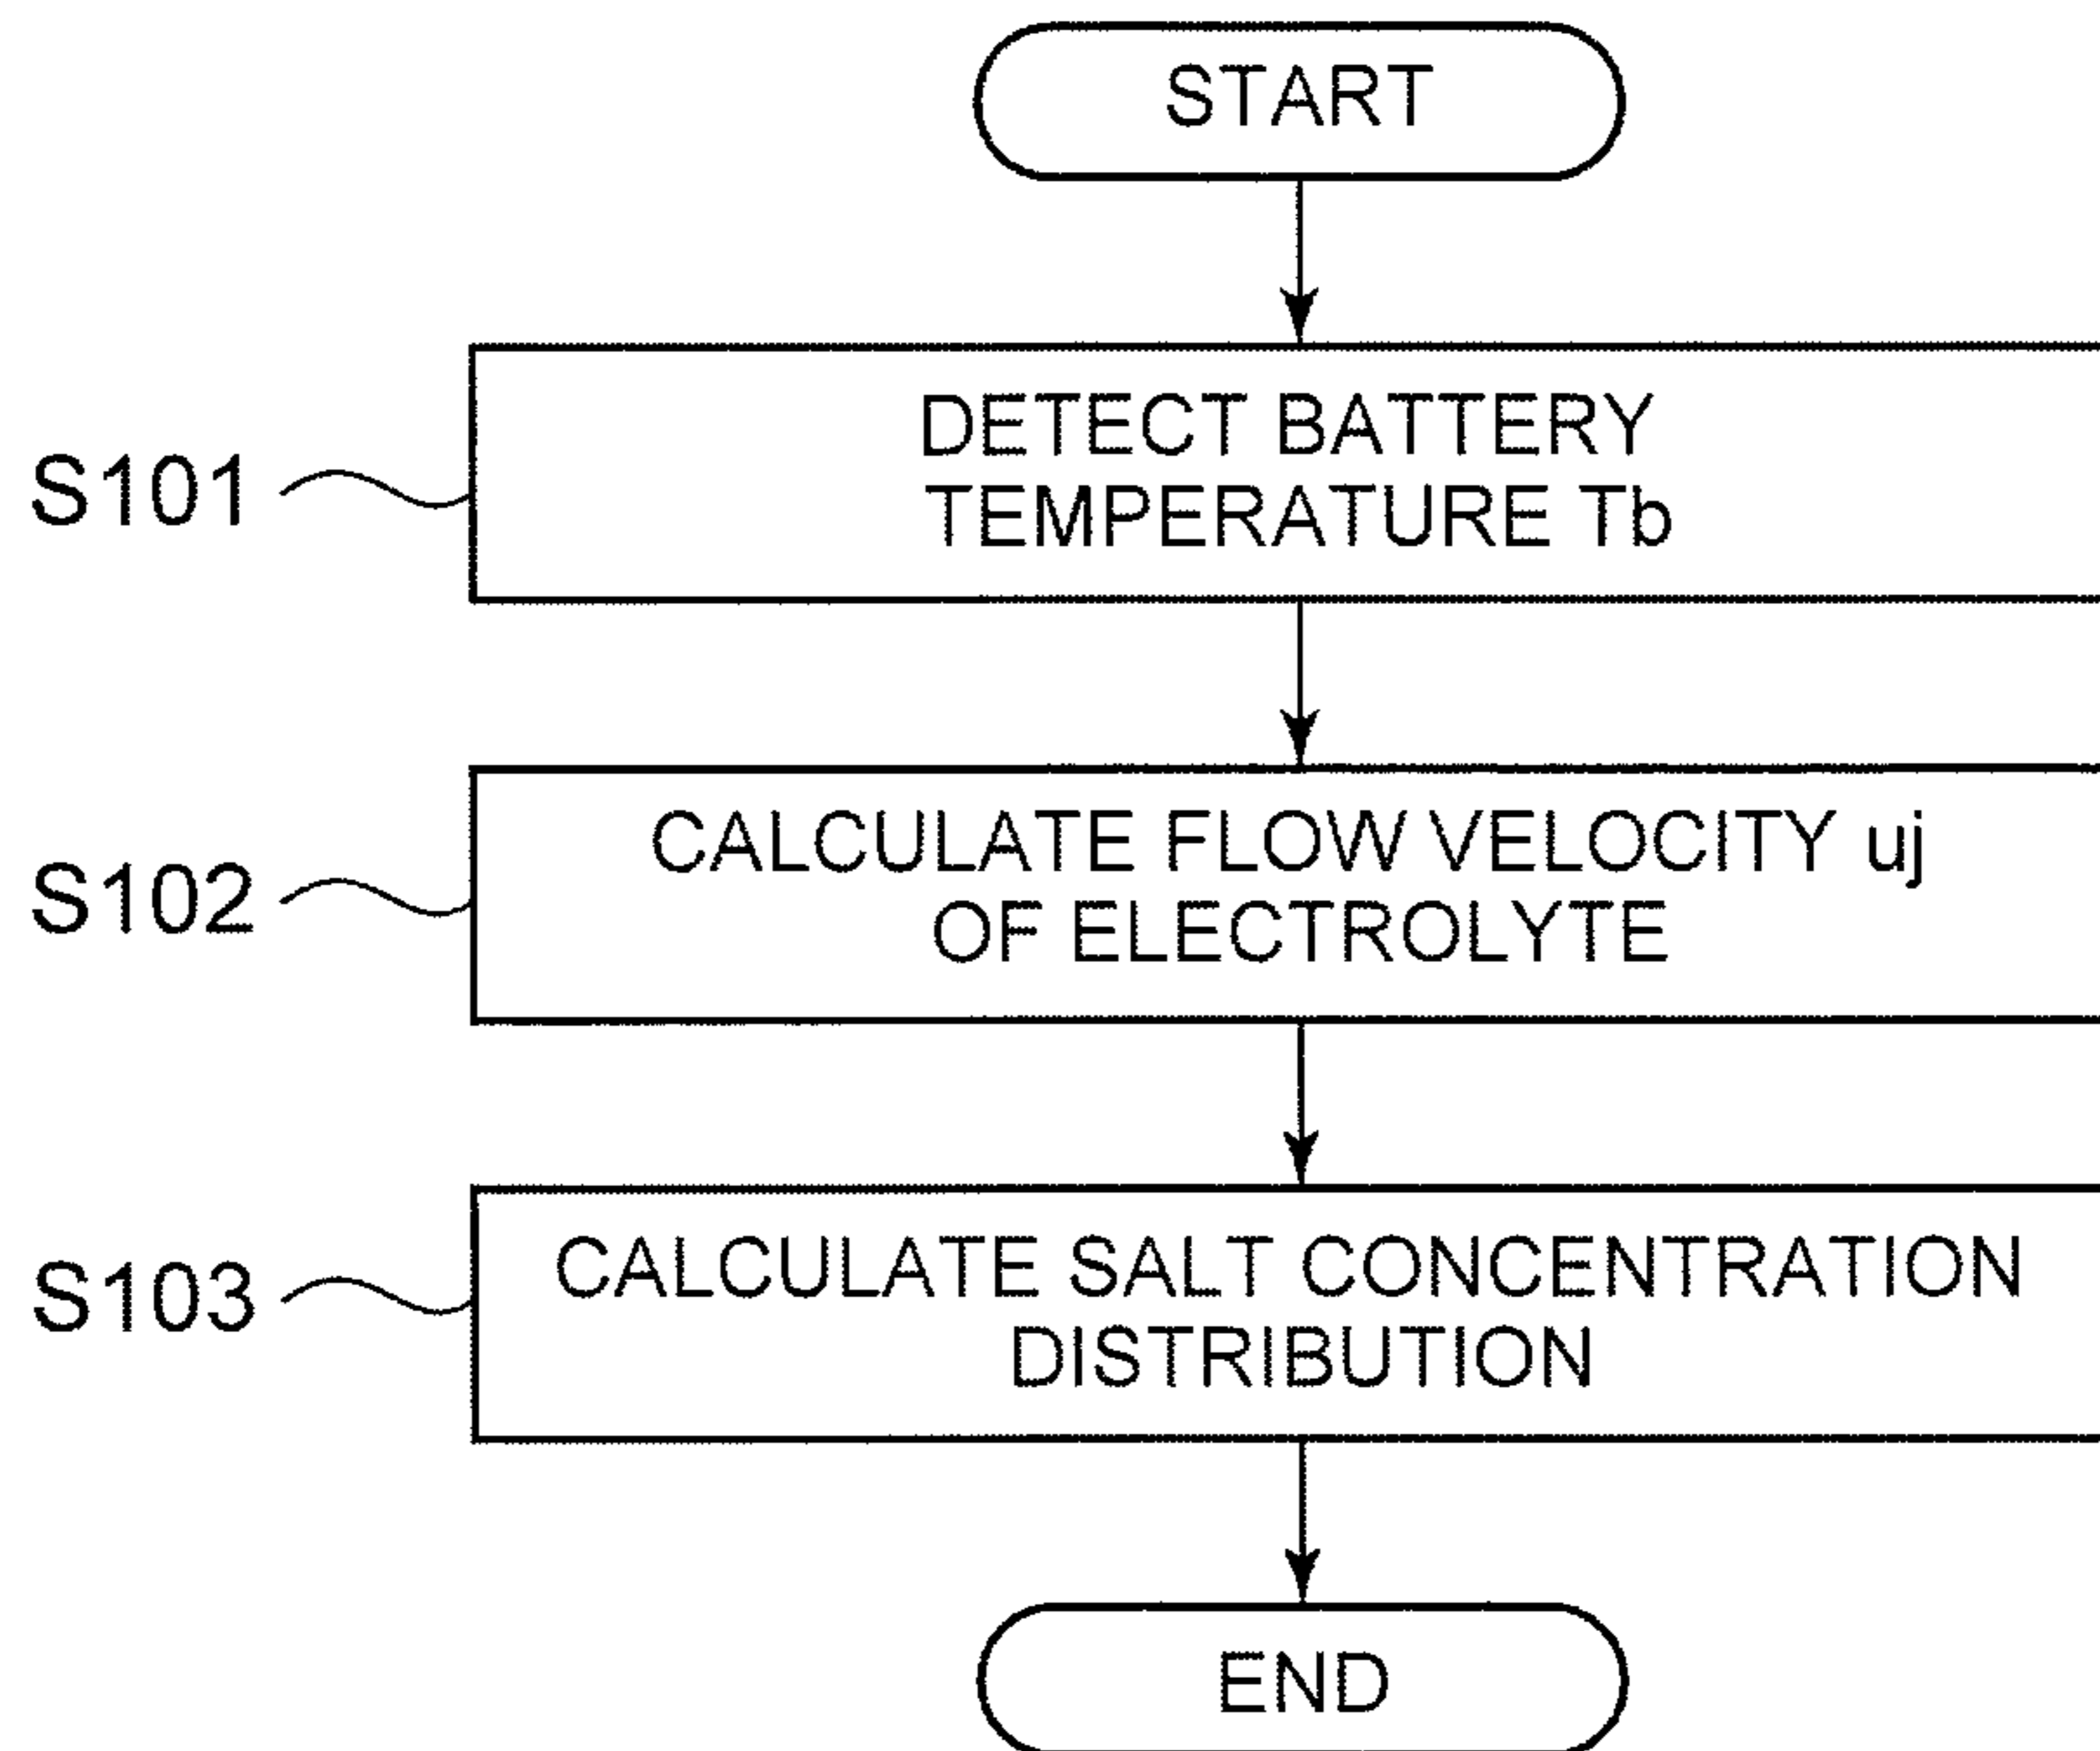 START
S101
DETECT BATTERY
TEMPERATURE Tb
S102
CALCULATE FLOW VELOCITY uj
OF ELECTROLYTE
S103
CALCULATE SALT CONCENTRATION
DISTRIBUTION
END